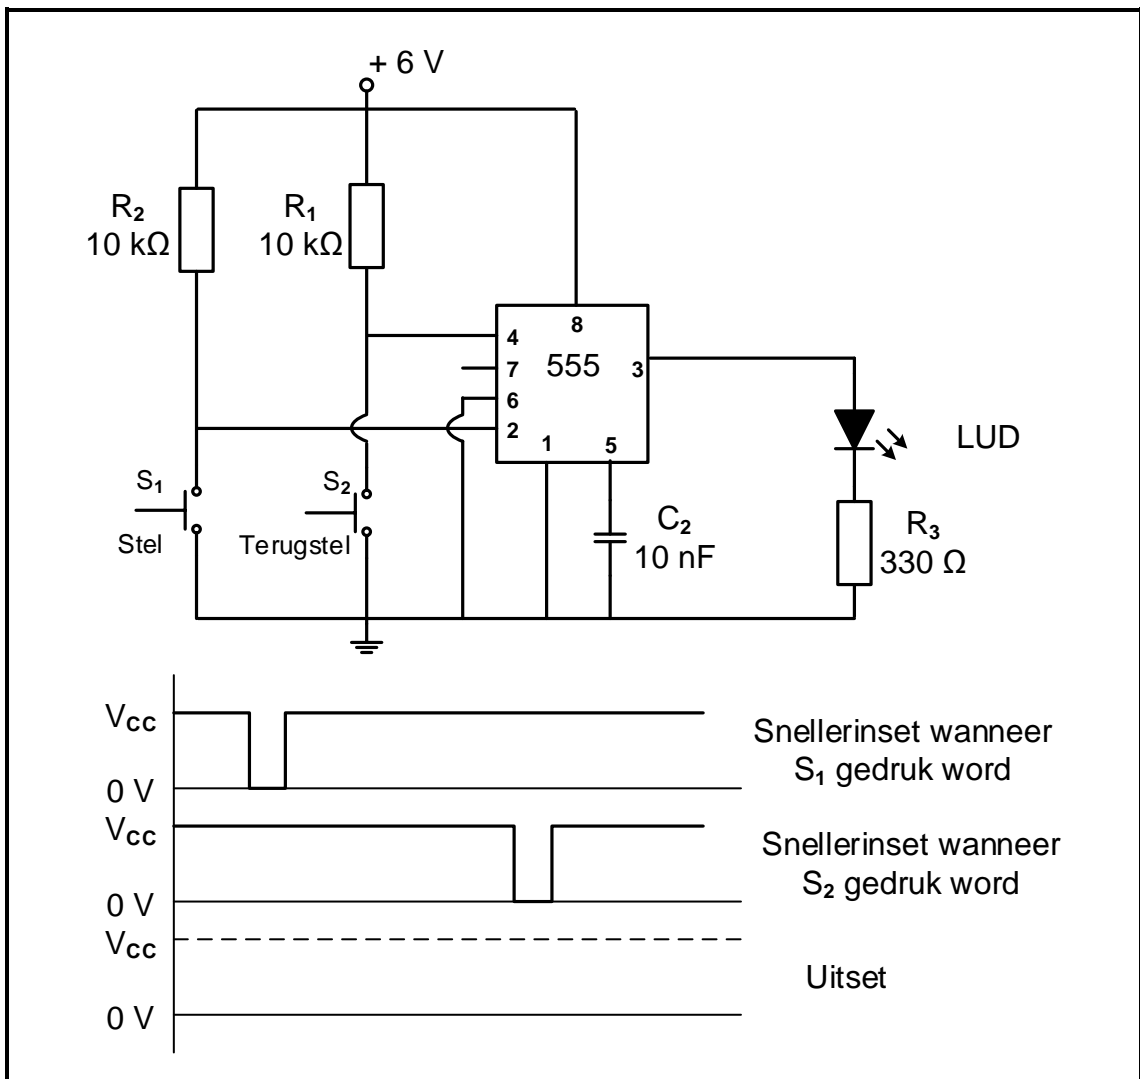 + 6 V
R₂
10 kΩ
R₁
10 kΩ
8
4
7
555
3
6
2
1
5
LUD
S₁
Stel
S₂
Terugstel
C₂
10 nF
R₃
330 Ω
Vcc
0 V
Snellerinset wanneer
S₁ gedruk word
Vcc
0 V
Snellerinset wanneer
S₂ gedruk word
Vcc
0 V
Uitset